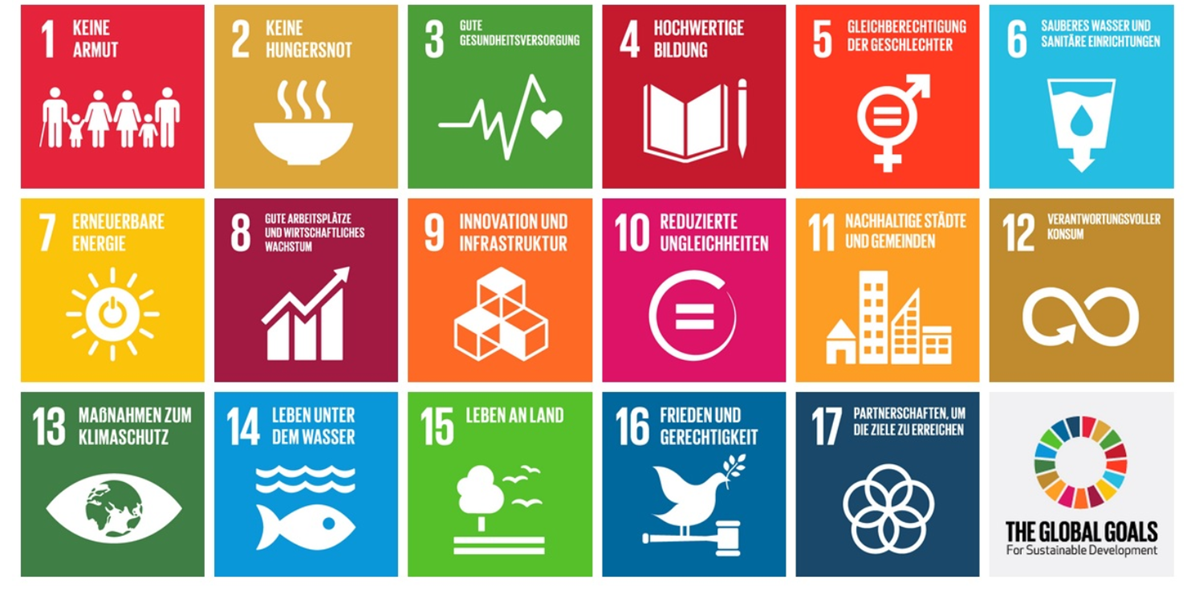 1 KEINE
ARMUT
2 KEINE
HUNGERSNOT
3 GUTE
GESUNDHEITSVERSORGUNG
4 HOCHWERTIGE
BILDUNG
5 GLEICHBERECHTIGUNG
DER GESCHLECHTER
6 SAUBERES WASSER UND
SANITÄRE EINRICHTUNGEN
7 ERNEUERBARE
ENERGIE
8 GUTE ARBEITSPLÄTZE
UND WIRTSCHAFTLICHES
WACHSTUM
9 INNOVATION UND
INFRASTRUKTUR
10 REDUZIERTE
UNGLEICHHEITEN
11 NACHHALTIGE STÄDTE
UND GEMEINDEN
12 VERANTWORTUNGSVOLLER
KONSUM
13 MAßNAHMEN ZUM
KLIMASCHUTZ
14 LEBEN UNTER
DEM WASSER
15 LEBEN AN LAND
16 FRIEDEN UND
GERECHTIGKEIT
17 PARTNERSCHAFTEN, UM
DIE ZIELE ZU ERREICHEN
THE GLOBAL GOALS
For Sustainable Development